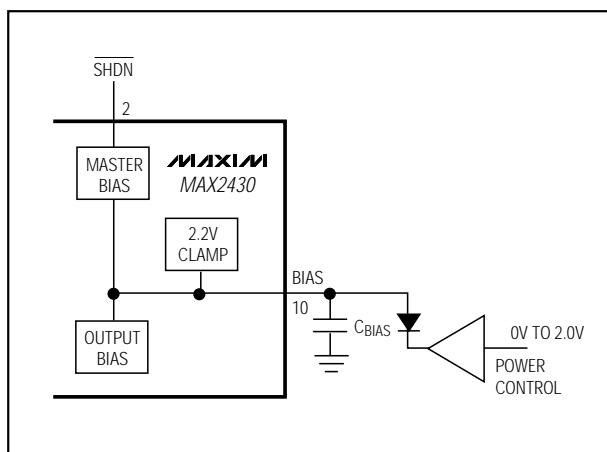 SHDN
2
MASTER
BIAS
MAXIM
MAX2430
2.2V
CLAMP
BIAS
10
CBIAS
OUTPUT
BIAS
0V TO 2.0V
POWER
CONTROL